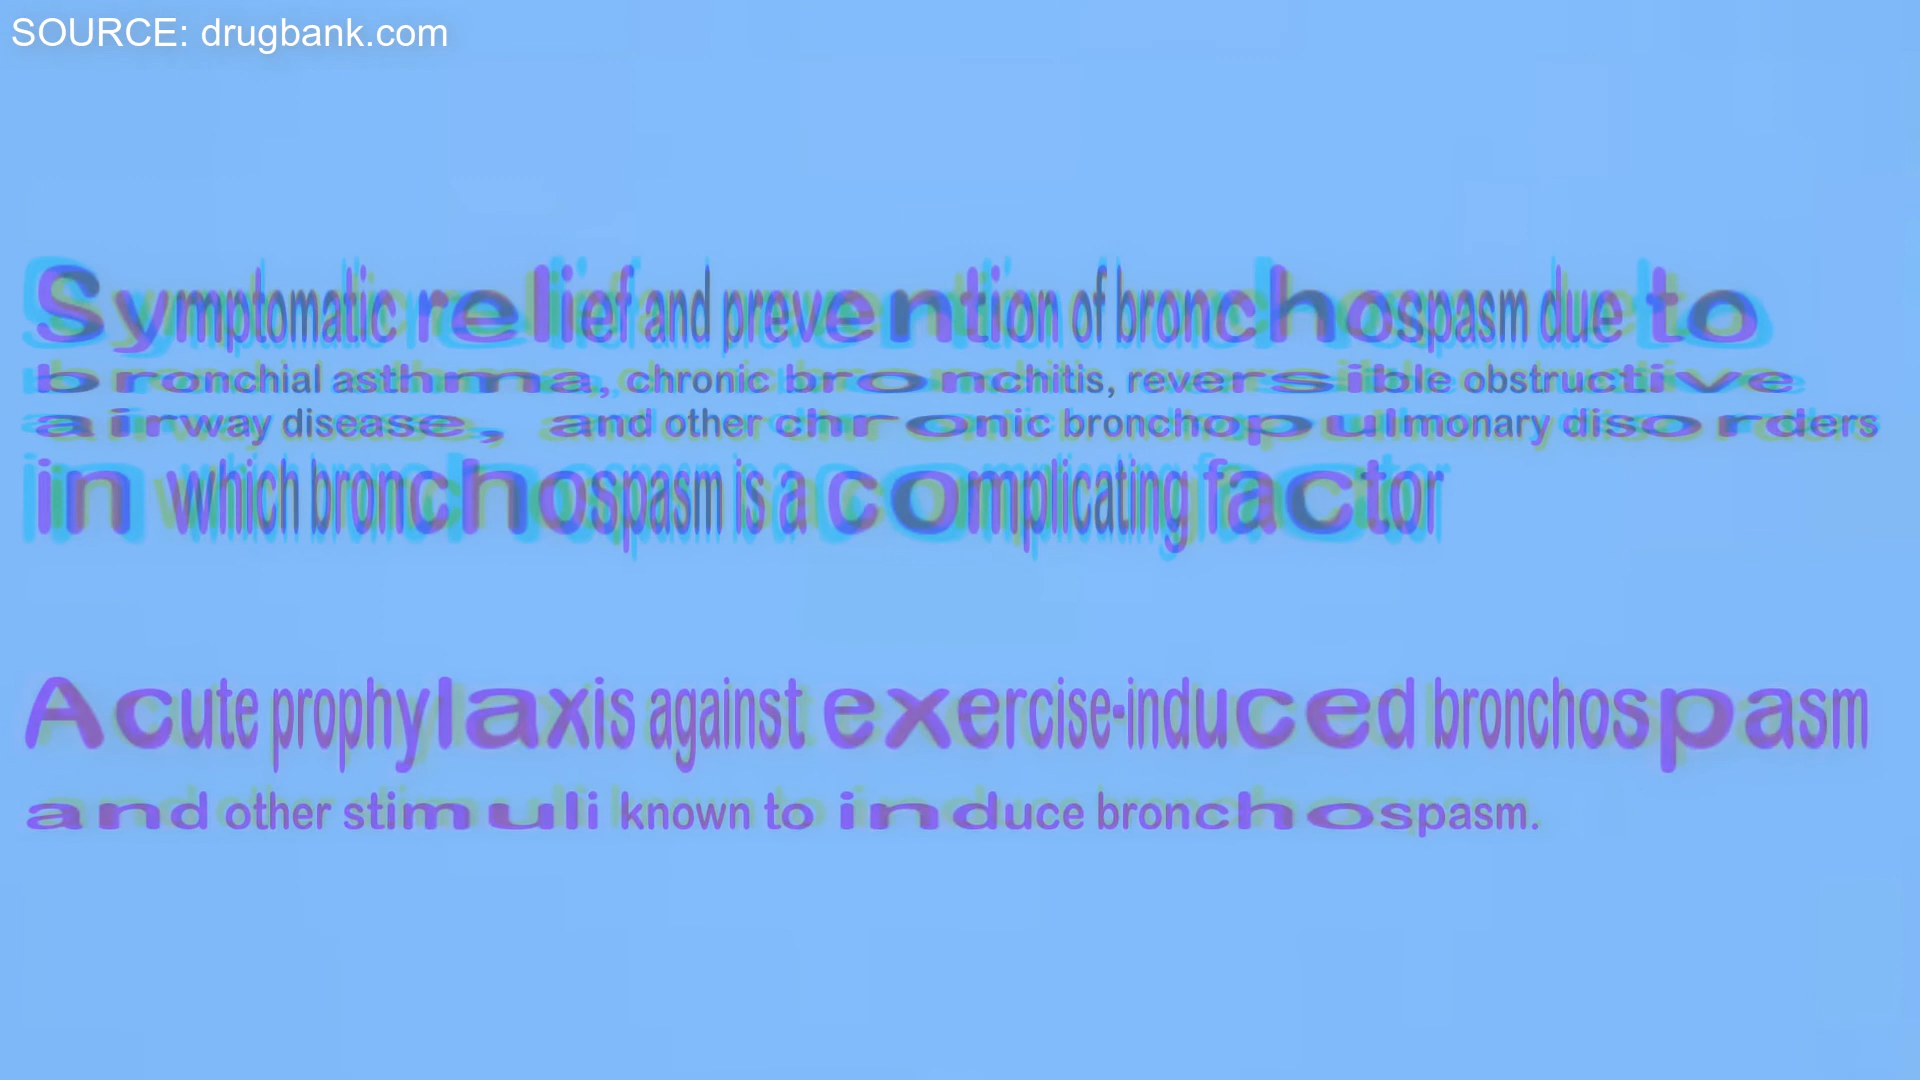 SOURCE: drugbank.com
Symptomatic relief and prevention of bronchospasm due to
bronchial asthma, chronic bronchitis, reversible obstructive
airway disease, and other chronic bronchopulmonary disorders
in which bronchospasm is a complicating factor
Acute prophylaxis against exercise-induced bronchospasm
and other stimuli known to induce bronchospasm.